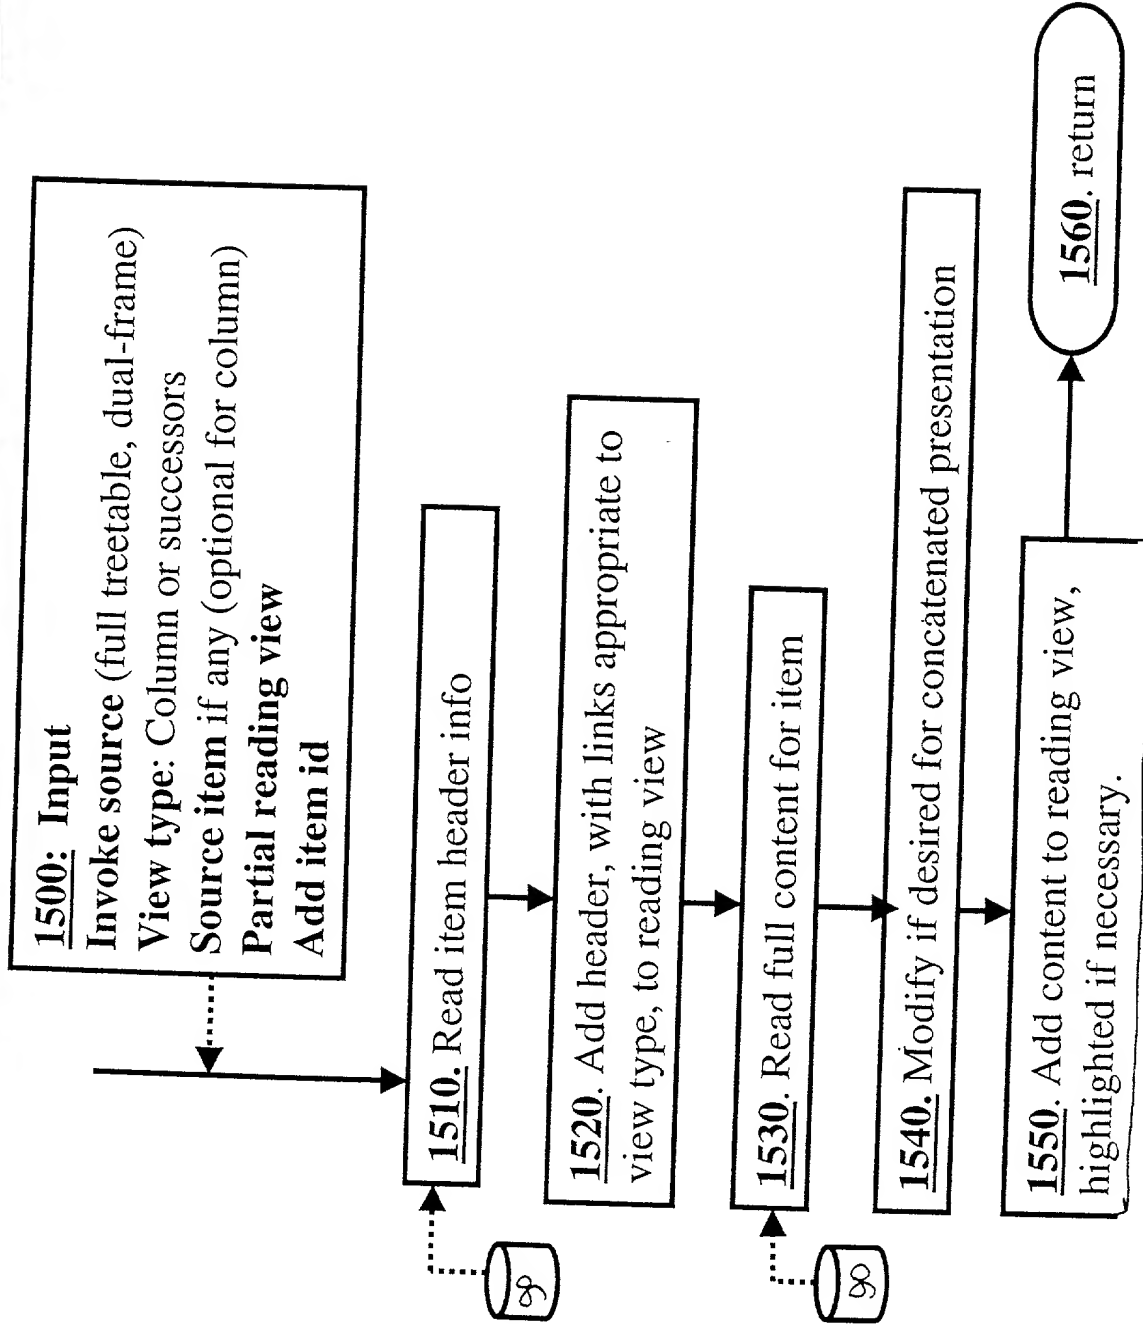 1500: Input
Invoke source (full treetable, dual-frame)
View type: Column or successors
Source item if any (optional for column)
Partial reading view
Add item id
1510. Read item header info
1520. Add header, with links appropriate to
view type, to reading view
1530. Read full content for item
90
1540. Modify if desired for concatenated presentation
1550. Add content to reading view,
highlighted if necessary.
1560. return